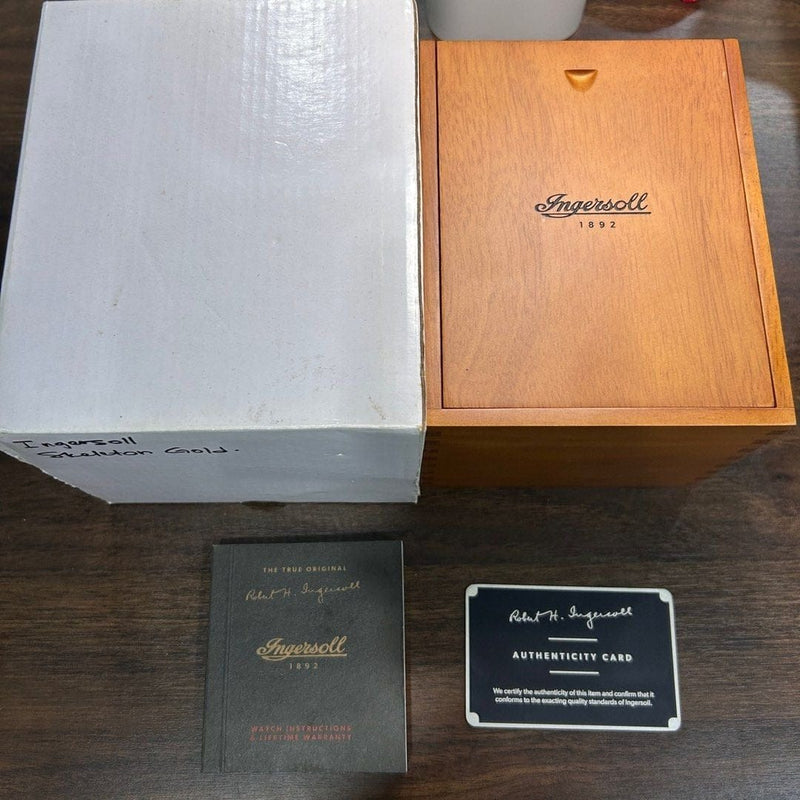 Ingersoll
1892
Ingersoll
Skeleton Gold.
THE TRUE ORIGINAL
Robert H. Ingersoll
Ingersoll
1892
WATCH INSTRUCTIONS
& LIFETIME WARRANTY
Robert H. Ingersoll
AUTHENTICITY CARD
We certify the authenticity of this item and confirm that it
conforms to the exacting quality standards of Ingersoll.